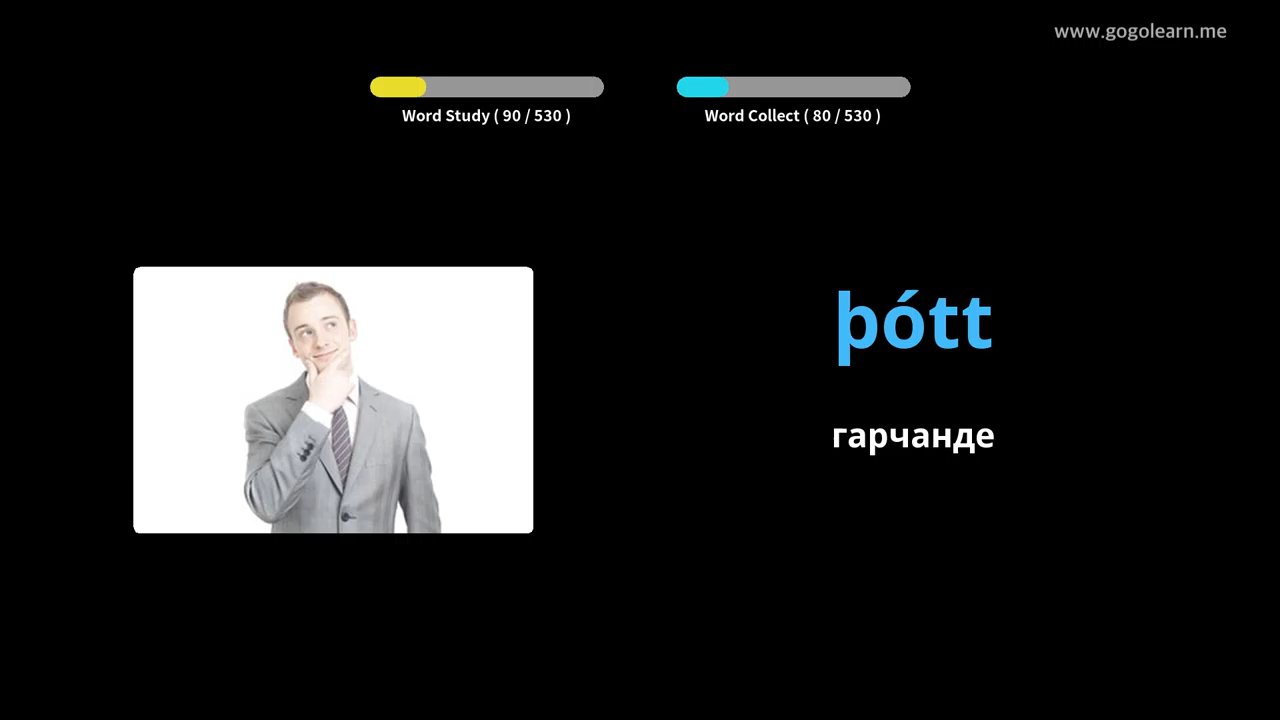 www.gogolearn.me
Word Study ( 90 / 530 )
Word Collect ( 80 / 530 )
þótt
гарчанде